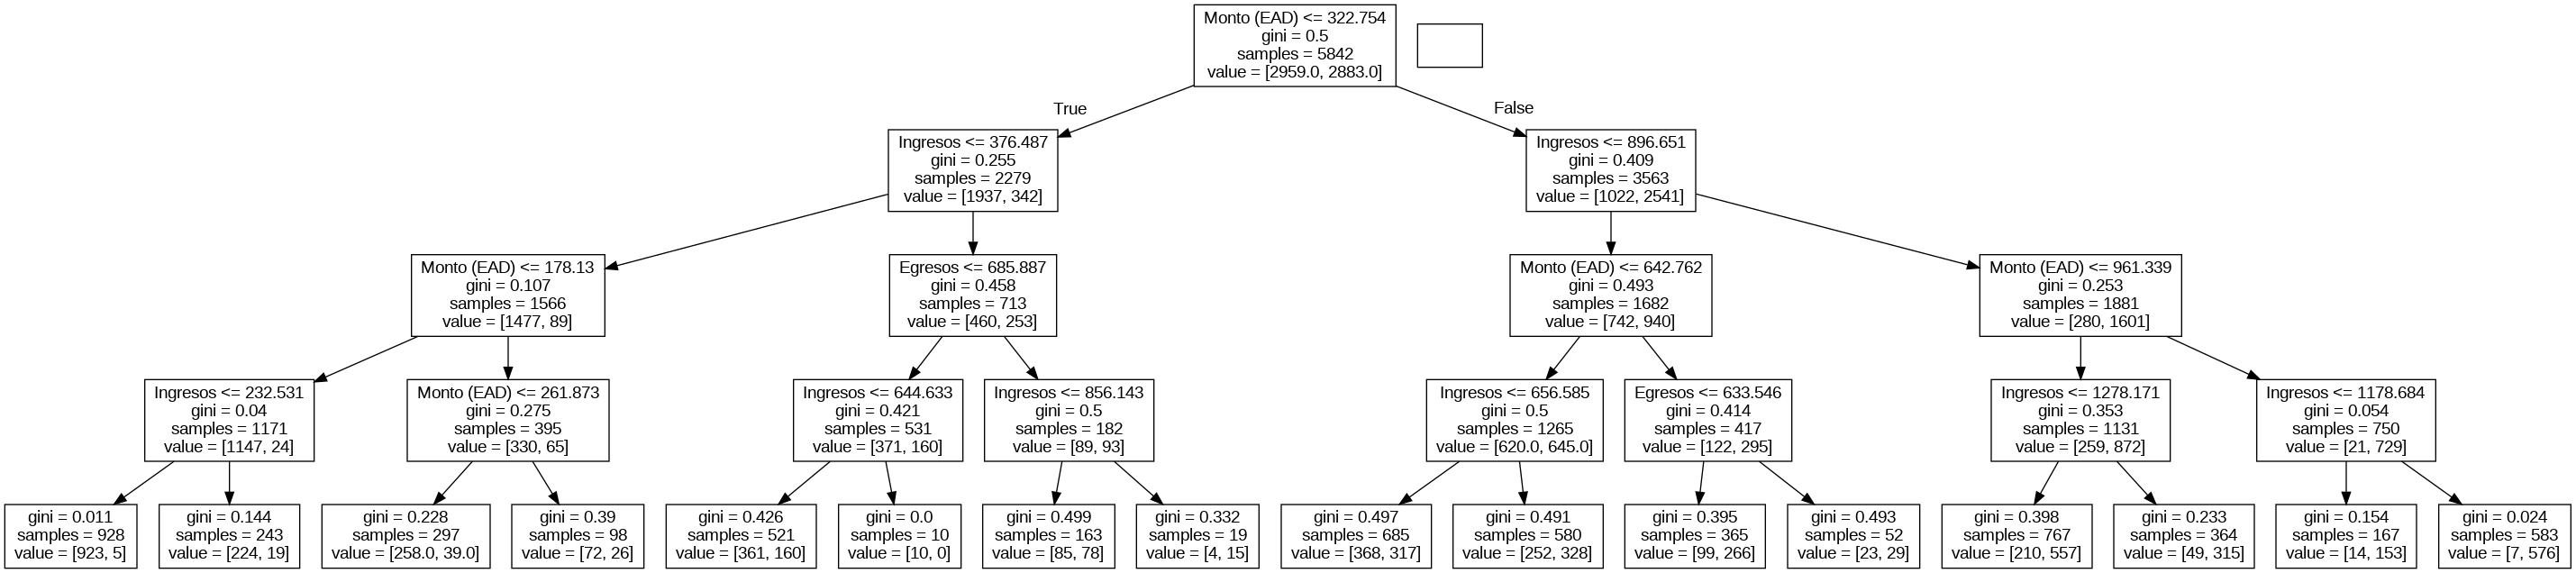 Monto (EAD) <= 322.754
gini = 0.5
samples = 5842
value = [2959.0, 2883.0]
True
False
Ingresos <= 376.487
gini = 0.255
samples = 2279
value = [1937, 342]
Ingresos <= 896.651
gini = 0.409
samples = 3563
value = [1022, 2541]
Monto (EAD) <= 178.13
gini = 0.107
samples = 1566
value = [1477, 89]
Egresos <= 685.887
gini = 0.458
samples = 713
value = [460, 253]
Monto (EAD) <= 642.762
gini = 0.493
samples = 1682
value = [742, 940]
Monto (EAD) <= 961.339
gini = 0.253
samples = 1881
value = [280, 1601]
Ingresos <= 232.531
gini = 0.04
samples = 1171
value = [1147, 24]
Monto (EAD) <= 261.873
gini = 0.275
samples = 395
value = [330, 65]
Ingresos <= 644.633
gini = 0.421
samples = 531
value = [371, 160]
Ingresos <= 856.143
gini = 0.5
samples = 182
value = [89, 93]
Ingresos <= 656.585
gini = 0.5
samples = 1265
value = [620.0, 645.0]
Egresos <= 633.546
gini = 0.414
samples = 417
value = [122, 295]
Ingresos <= 1278.171
gini = 0.353
samples = 1131
value = [259, 872]
Ingresos <= 1178.684
gini = 0.054
samples = 750
value = [21, 729]
gini = 0.011
samples = 928
value = [923, 5]
gini = 0.144
samples = 243
value = [224, 19]
gini = 0.228
samples = 297
value = [258.0, 39.0]
gini = 0.39
samples = 98
value = [72, 26]
gini = 0.426
samples = 521
value = [361, 160]
gini = 0.0
samples = 10
value = [10, 0]
gini = 0.499
samples = 163
value = [85, 78]
gini = 0.332
samples = 19
value = [4, 15]
gini = 0.497
samples = 685
value = [368, 317]
gini = 0.491
samples = 580
value = [252, 328]
gini = 0.395
samples = 365
value = [99, 266]
gini = 0.493
samples = 52
value = [23, 29]
gini = 0.398
samples = 767
value = [210, 557]
gini = 0.233
samples = 364
value = [49, 315]
gini = 0.154
samples = 167
value = [14, 153]
gini = 0.024
samples = 583
value = [7, 576]